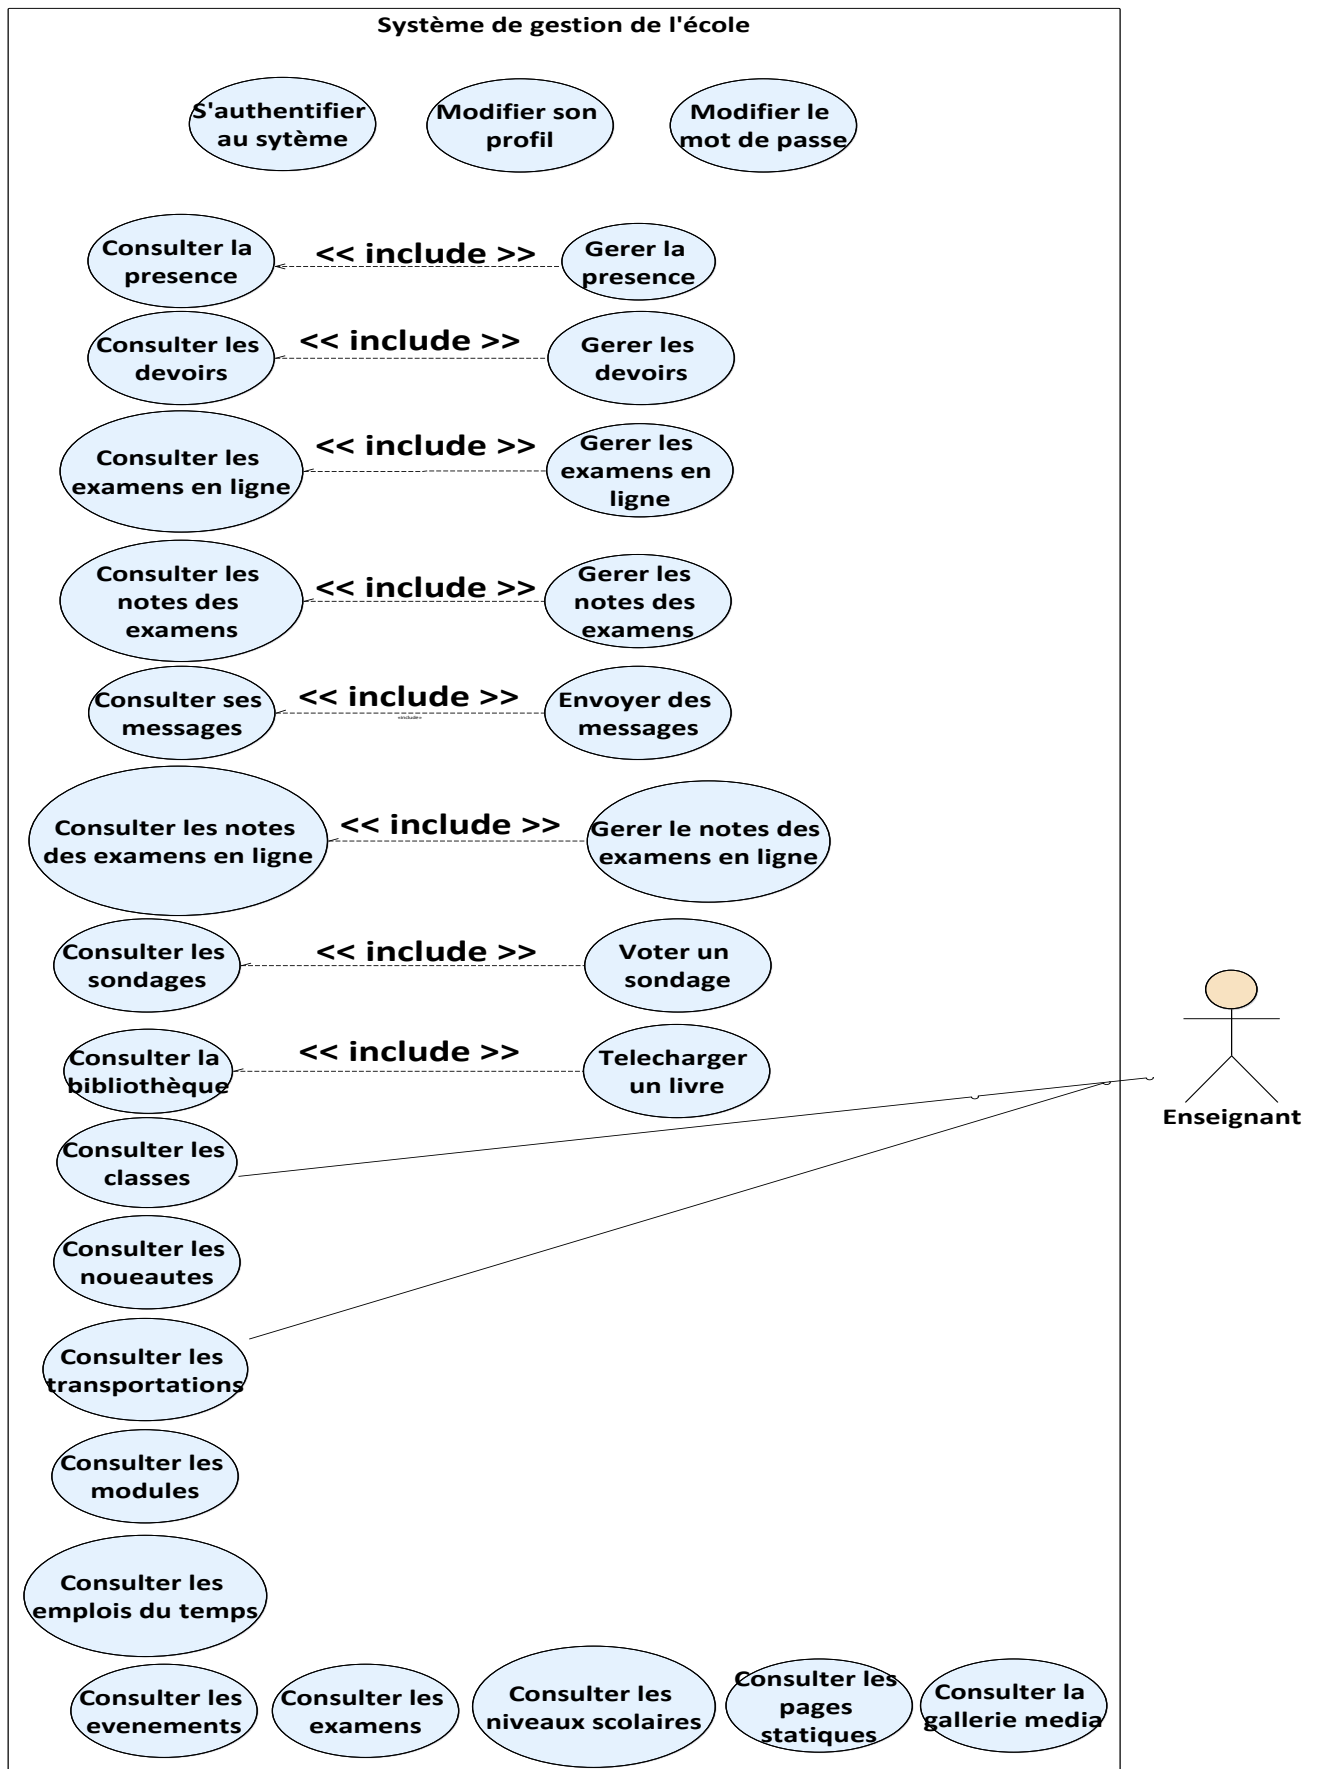 Système de gestion de l'école
S'authentifier
au sytème
Modifier son
profil
Modifier le
mot de passe
Consulter la
presence
<< include >>
Gerer la
presence
Consulter les
devoirs
<< include >>
Gerer les
devoirs
Consulter les
examens en ligne
<< include >>
Gerer les
examens en
ligne
Consulter les
notes des
examens
<< include >>
Gerer les
notes des
examens
Consulter ses
messages
<< include >>
«include»
Envoyer des
messages
Consulter les notes
des examens en ligne
<< include >>
Gerer le notes des
examens en ligne
Consulter les
sondages
<< include >>
Voter un
sondage
Consulter la
bibliothèque
<< include >>
Telecharger
un livre
Enseignant
Consulter les
classes
Consulter les
noueautes
Consulter les
transportations
Consulter les
modules
Consulter les
emplois du temps
Consulter les
evenements
Consulter les
examens
Consulter les
niveaux scolaires
Consulter les
pages
statiques
Consulter la
gallerie media